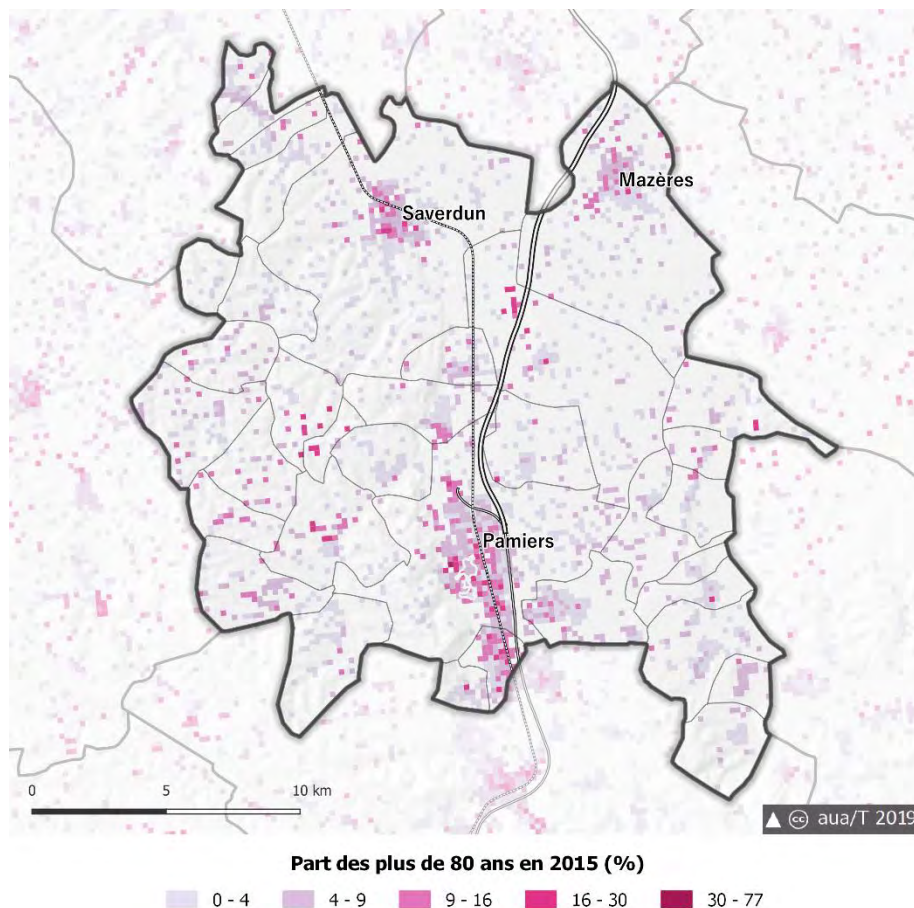 Mazères
Saverdun
Pamiers
0 5 10 km
cc aua/T 2019
Part des plus de 80 ans en 2015 (%)
0 - 4 4 - 9 9 - 16 16 - 30 30 - 77